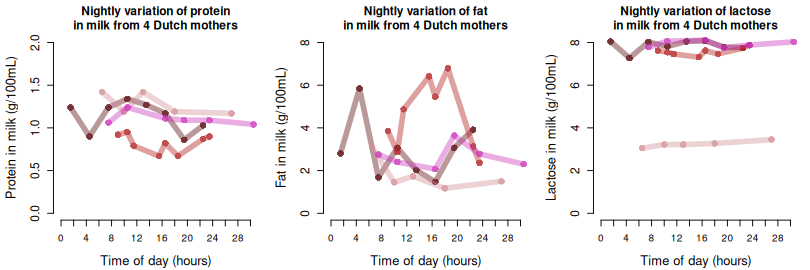 Nightly variation of protein
in milk from 4 Dutch mothers
Protein in milk (g/100mL)
2.0
1.5
1.0
0.5
0.0
0 4 8 12 16 20 24 28
Time of day (hours)
Nightly variation of fat
in milk from 4 Dutch mothers
Fat in milk (g/100mL)
8
6
4
2
0
0 4 8 12 16 20 24 28
Time of day (hours)
Nightly variation of lactose
in milk from 4 Dutch mothers
Lactose in milk (g/100mL)
8
6
4
2
0
0 4 8 12 16 20 24 28
Time of day (hours)